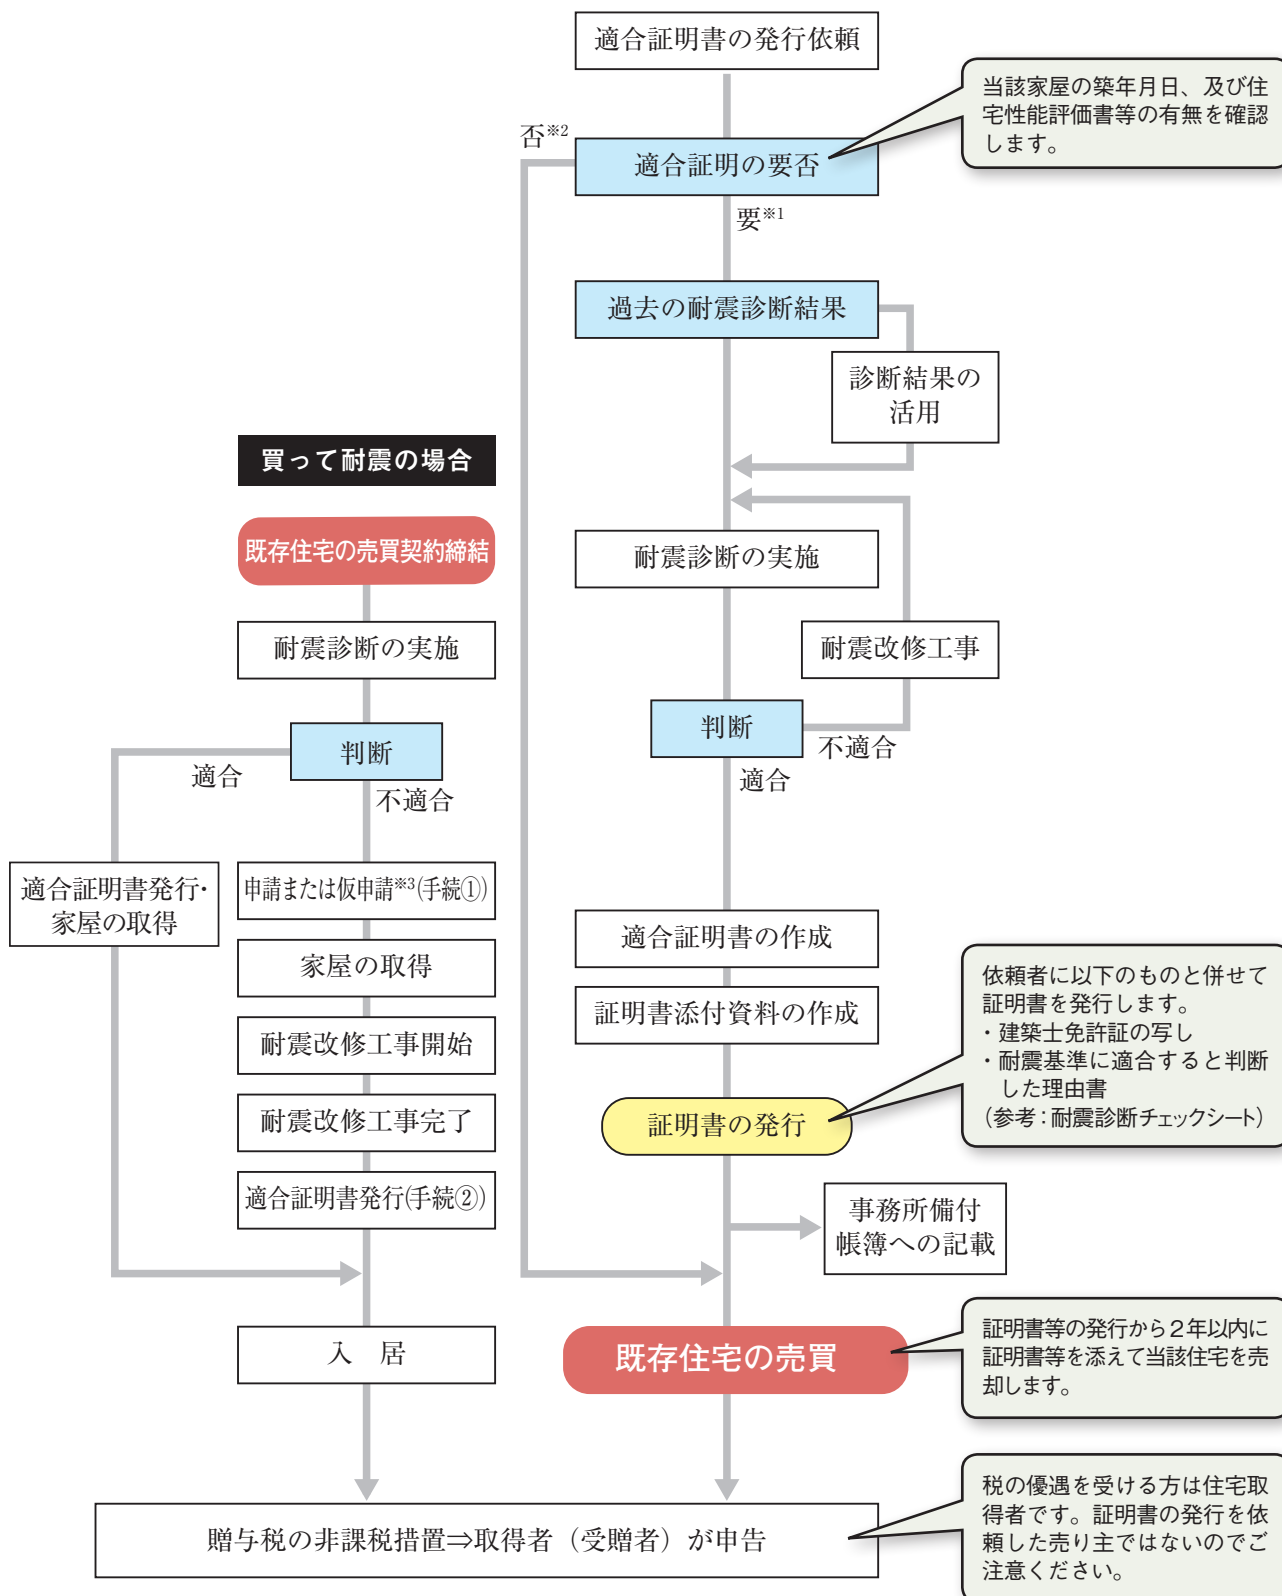 適合証明書の発行依頼
当該家屋の築年月日、及び住
宅性能評価書等の有無を確認
します。
否※2
適合証明の要否
要※1
過去の耐震診断結果
診断結果の
活用
耐震診断の実施
耐震改修工事
判断
不適合
適合
適合証明書の作成
証明書添付資料の作成
依頼者に以下のものと併せて
証明書を発行します。
・建築士免許証の写し
・耐震基準に適合すると判断
した理由書
（参考：耐震診断チェックシート）
証明書の発行
事務所備付
帳簿への記載
既存住宅の売買
証明書等の発行から２年以内に
証明書等を添えて当該住宅を売
却します。
買って耐震の場合
既存住宅の売買契約締結
耐震診断の実施
判断
適合
不適合
適合証明書発行・
家屋の取得
申請または仮申請※3(手続①)
家屋の取得
耐震改修工事開始
耐震改修工事完了
適合証明書発行(手続②)
入　居
贈与税の非課税措置⇒取得者（受贈者）が申告
税の優遇を受ける方は住宅取
得者です。証明書の発行を依
頼した売り主ではないのでご
注意ください。